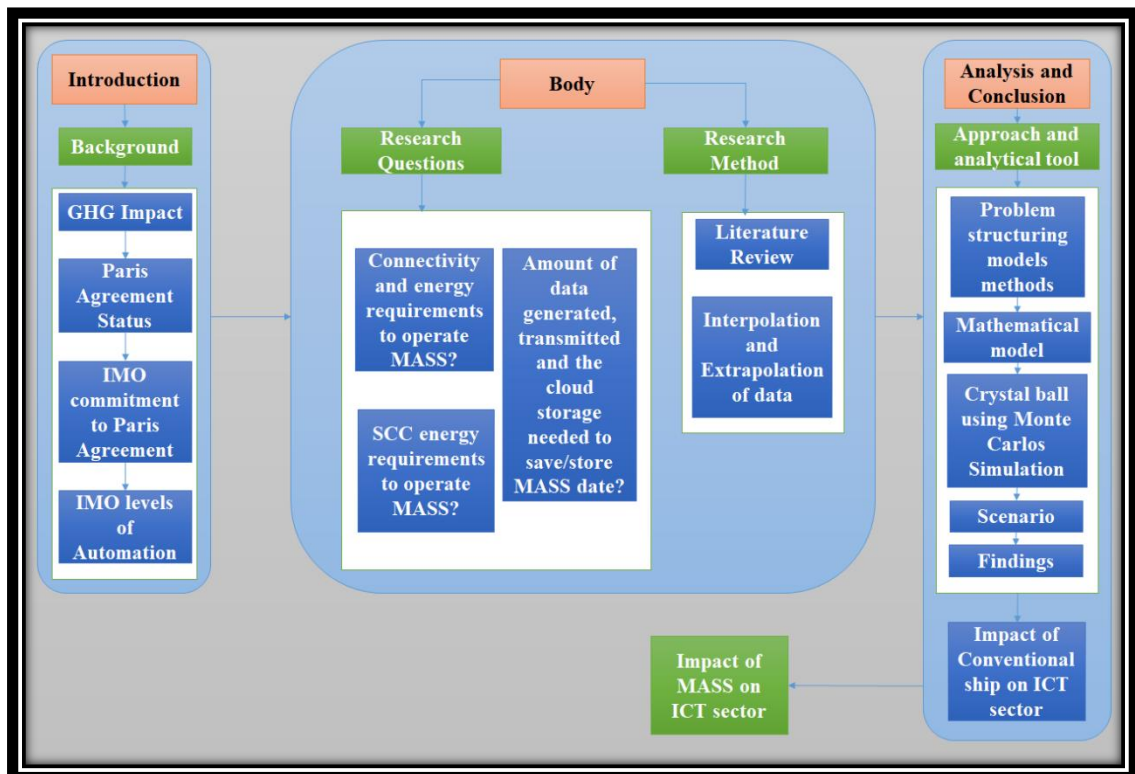 Introduction
Background
GHG Impact
Paris
Agreement
Status
IMO
commitment
to Paris
Agreement
IMO levels
of
Automation
Body
Research
Questions
Research
Method
Connectivity
and energy
requirements
to operate
MASS?
SCC energy
requirements
to operate
MASS?
Amount of
data
generated,
transmitted
and the
cloud
storage
needed to
save/store
MASS date?
Literature
Review
Interpolation
and
Extrapolation
of data
Analysis and
Conclusion
Approach and
analytical tool
Problem
structuring
models
methods
Mathematical
model
Crystal ball
using Monte
Carlos
Simulation
Scenario
Findings
Impact of
Conventional
ship on ICT
sector
Impact of
MASS on
ICT sector